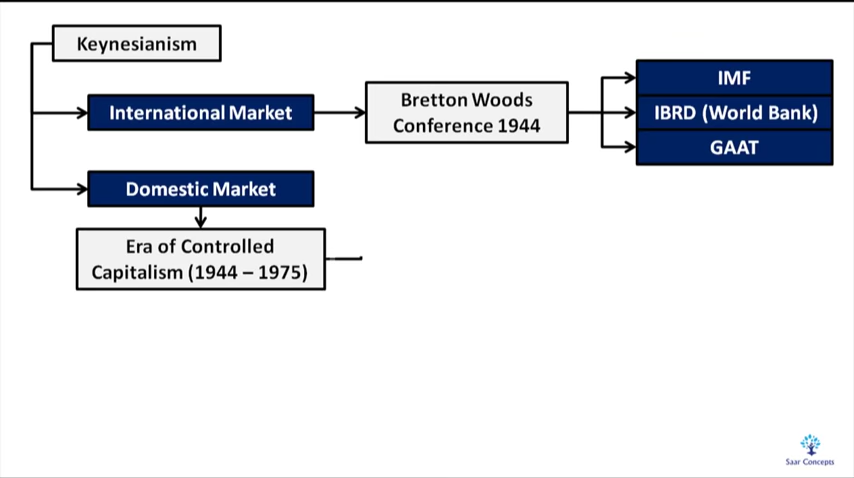 Keynesianism
International Market
Bretton Woods
Conference 1944
IMF
IBRD (World Bank)
GAAT
Domestic Market
Era of Controlled
Capitalism (1944 – 1975)
Saar Concepts